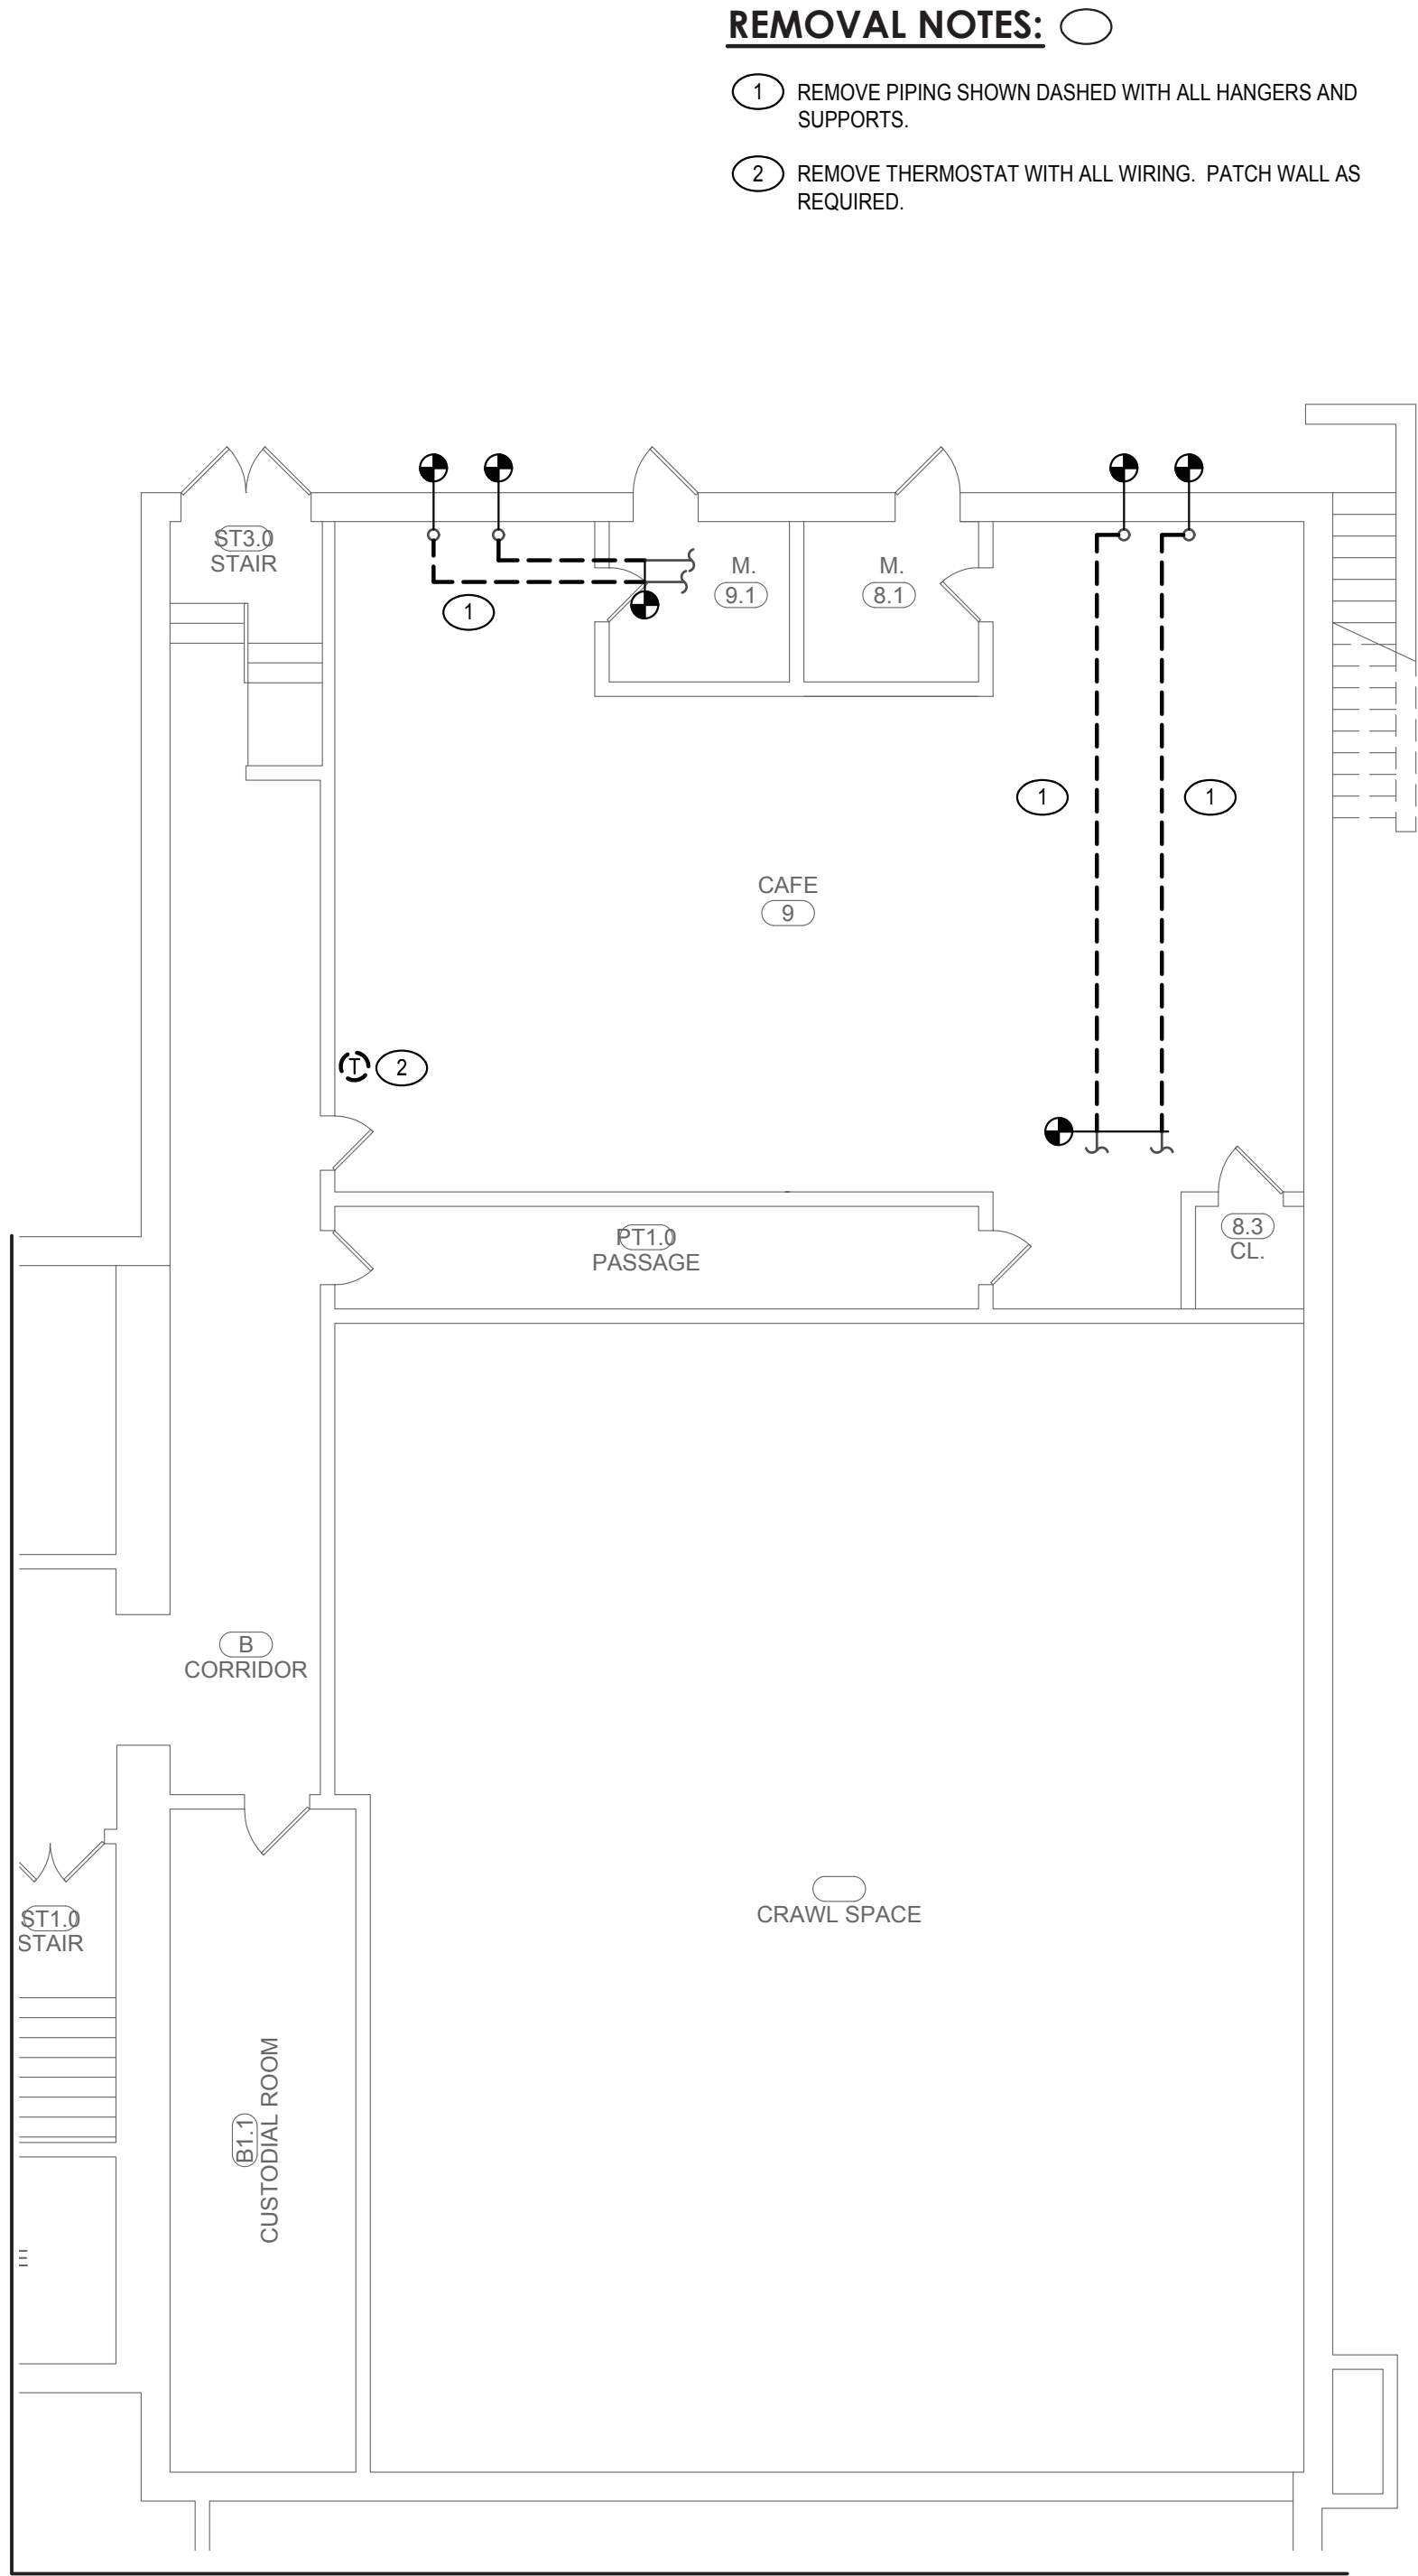 REMOVAL NOTES:
1 REMOVE PIPING SHOWN DASHED WITH ALL HANGERS AND
SUPPORTS.
2 REMOVE THERMOSTAT WITH ALL WIRING. PATCH WALL AS
REQUIRED.
ST3.0
STAIR
M.
9.1
M.
8.1
1
1
1
CAFE
9
T 2
PT1.0
PASSAGE
8.3
CL.
B
CORRIDOR
CRAWL SPACE
ST1.0
STAIR
B1.1
CUSTODIAL ROOM
E